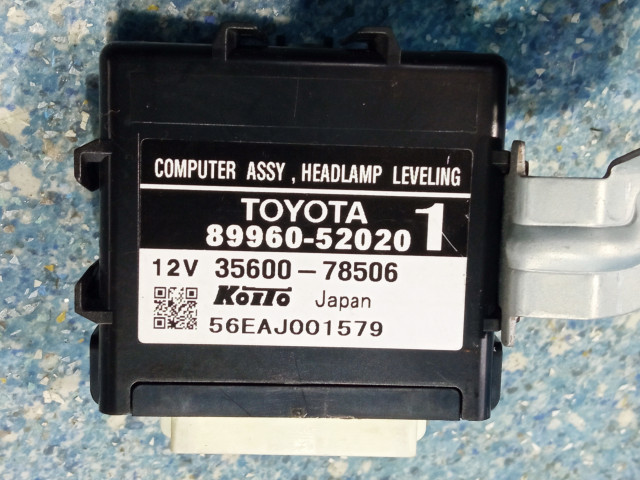 COMPUTER ASSY , HEADLAMP LEVELING
TOYOTA
89960-52020 1
12V 35600-78506
KOITO Japan
56EAJ001579